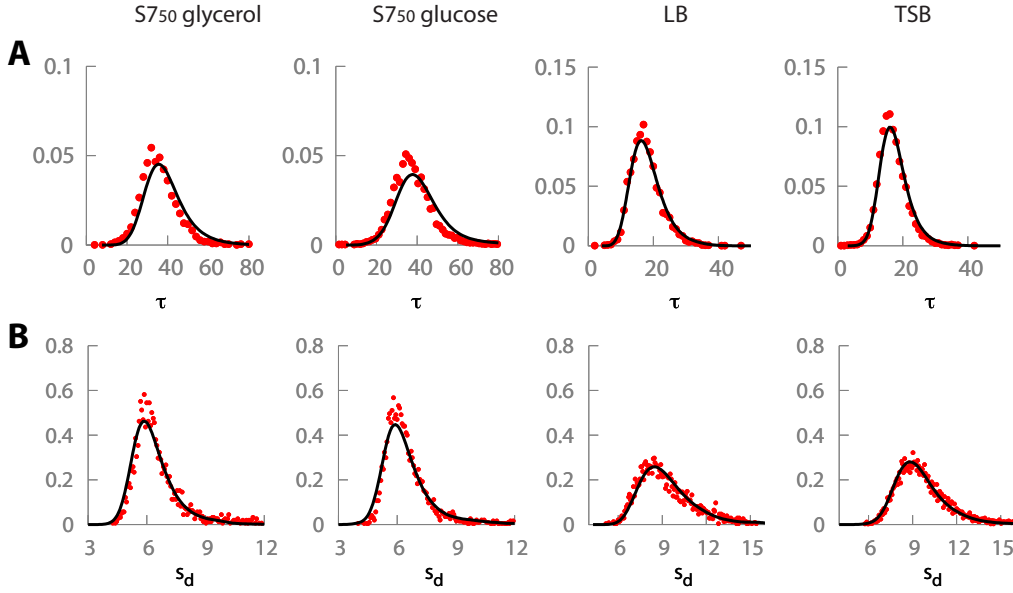 S7₅₀ glycerol S7₅₀ glucose LB TSB
A
0.1 0.1 0.15 0.15
0.1 0.1
0.05 0.05
0.05 0.05
0 0 0 0
0 20 40 60 80 0 20 40 60 80 0 20 40 0 20 40
τ τ τ τ
B
0.8 0.8 0.8 0.8
0.6 0.6 0.6 0.6
0.4 0.4 0.4 0.4
0.2 0.2 0.2 0.2
0 0 0 0
3 6 9 12 3 6 9 12 6 9 12 15 6 9 12 15
s_d s_d s_d s_d